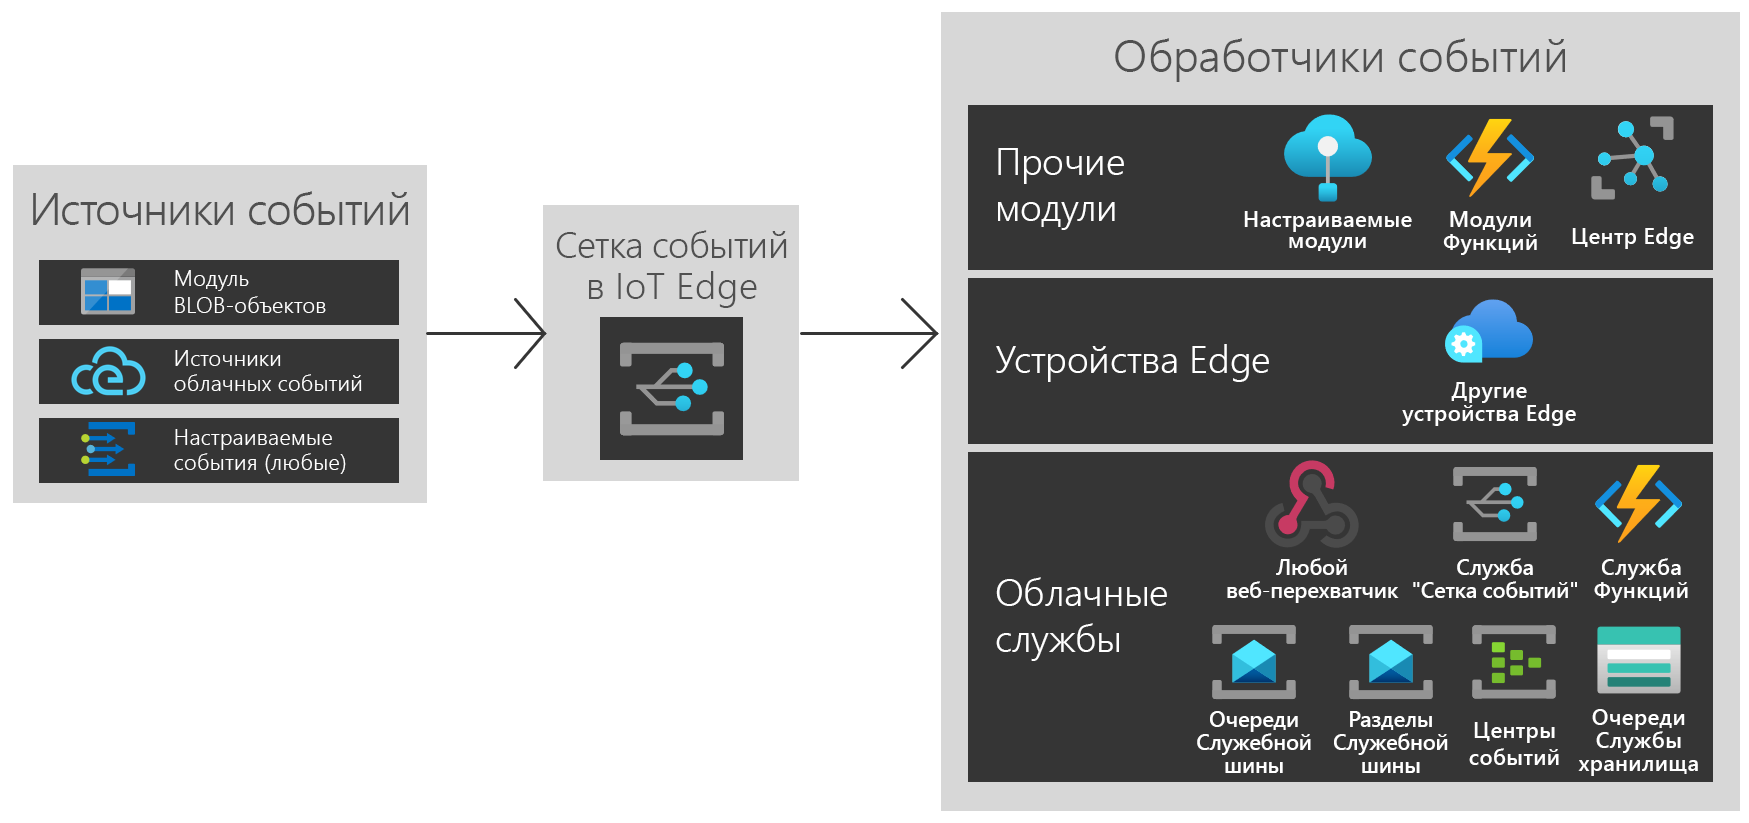 Источники событий
Модуль
BLOB-объектов
Источники
облачных событий
Настраиваемые
события (любые)
Сетка событий
в IoT Edge
Обработчики событий
Прочие
модули
Настраиваемые
модули
Модули
Функций
Центр Edge
Устройства Edge
Другие
устройства Edge
Облачные
службы
Любой
веб-перехватчик
Служба
"Сетка событий"
Служба
Функций
Очереди
Служебной
шины
Разделы
Служебной
шины
Центры
событий
Очереди
Службы
хранилища